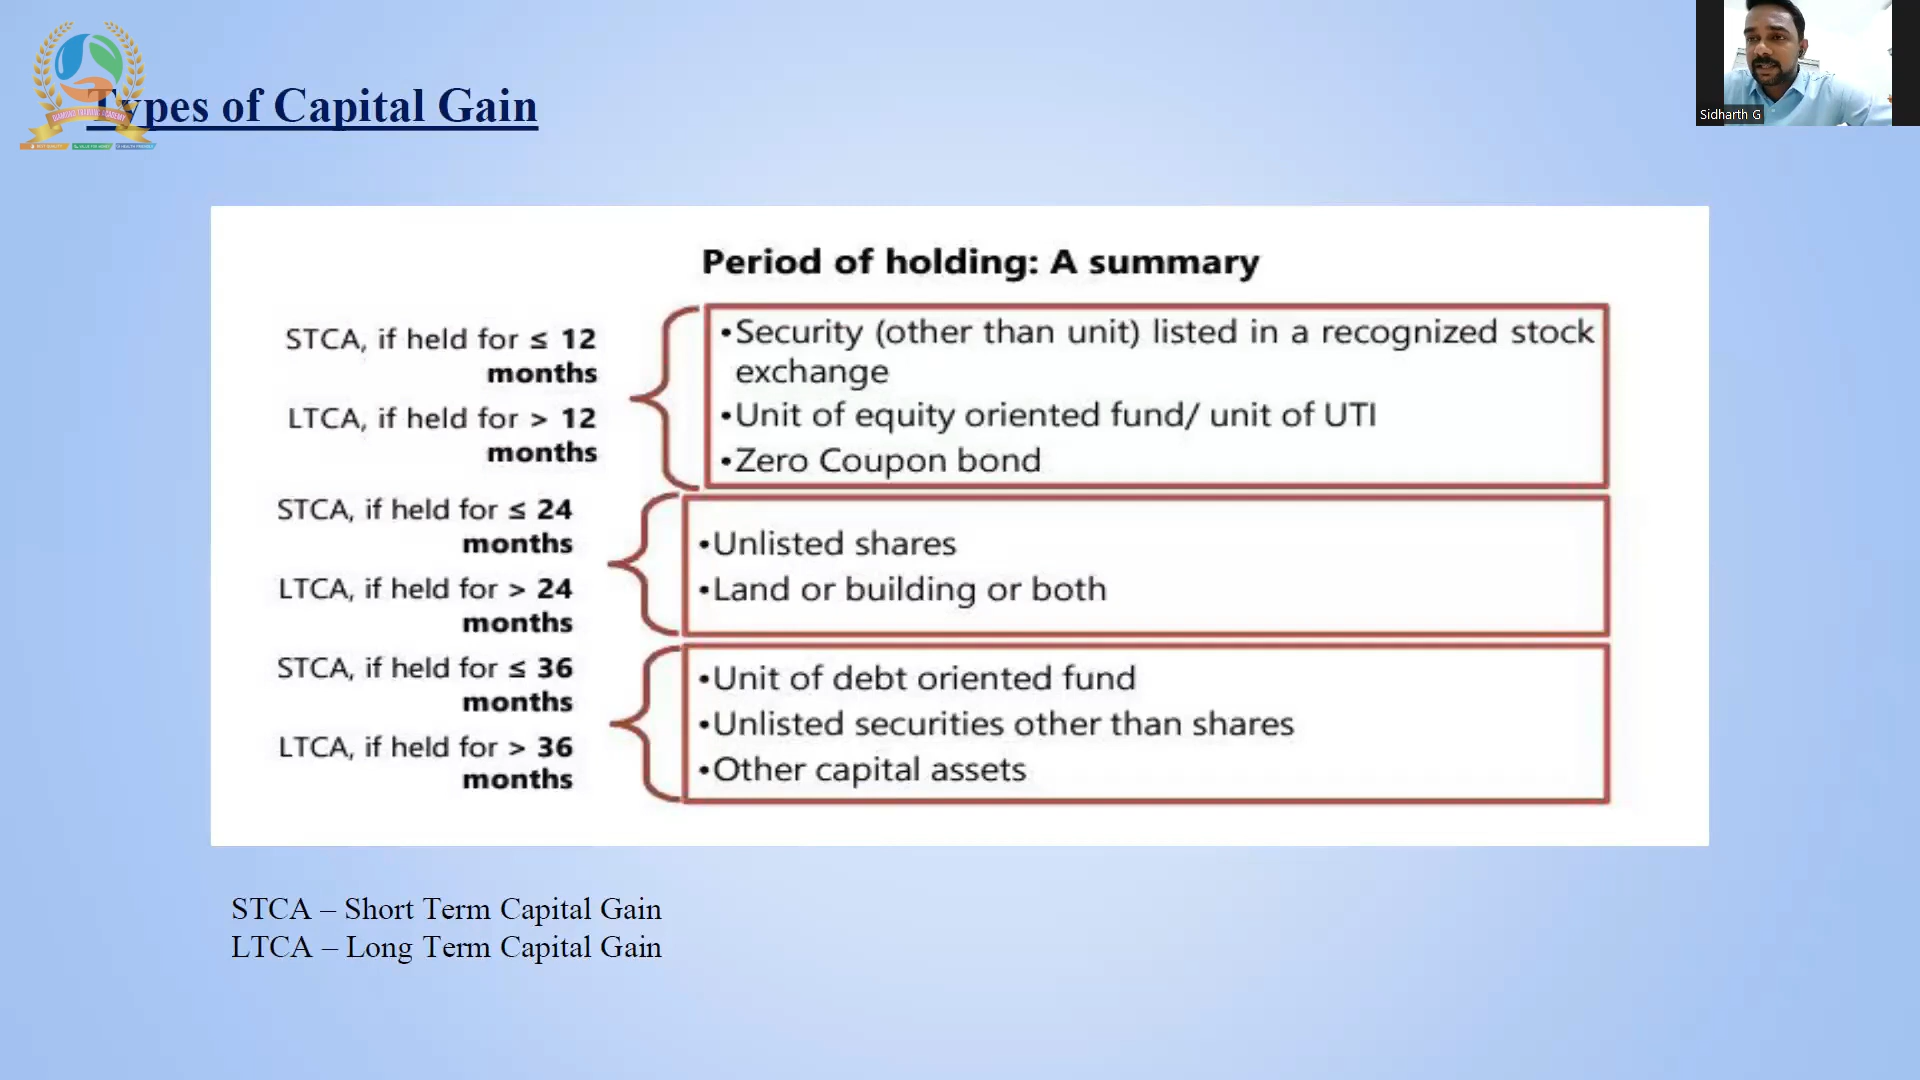 Types of Capital Gain
Sidharth G
Period of holding: A summary
STCA, if held for ≤ 12
months
LTCA, if held for > 12
months
•Security (other than unit) listed in a recognized stock
exchange
•Unit of equity oriented fund/ unit of UTI
•Zero Coupon bond
STCA, if held for ≤ 24
months
LTCA, if held for > 24
months
•Unlisted shares
•Land or building or both
STCA, if held for ≤ 36
months
LTCA, if held for > 36
months
•Unit of debt oriented fund
•Unlisted securities other than shares
•Other capital assets
STCA – Short Term Capital Gain
LTCA – Long Term Capital Gain